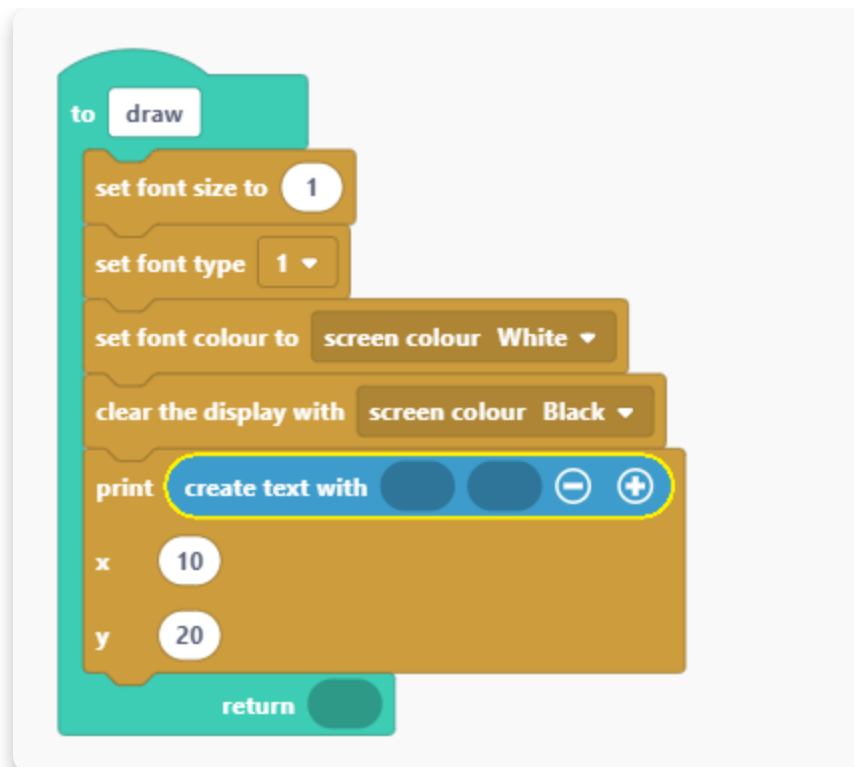 to draw
set font size to 1
set font type 1
set font colour to screen colour White
clear the display with screen colour Black
print create text with
x 10
y 20
return